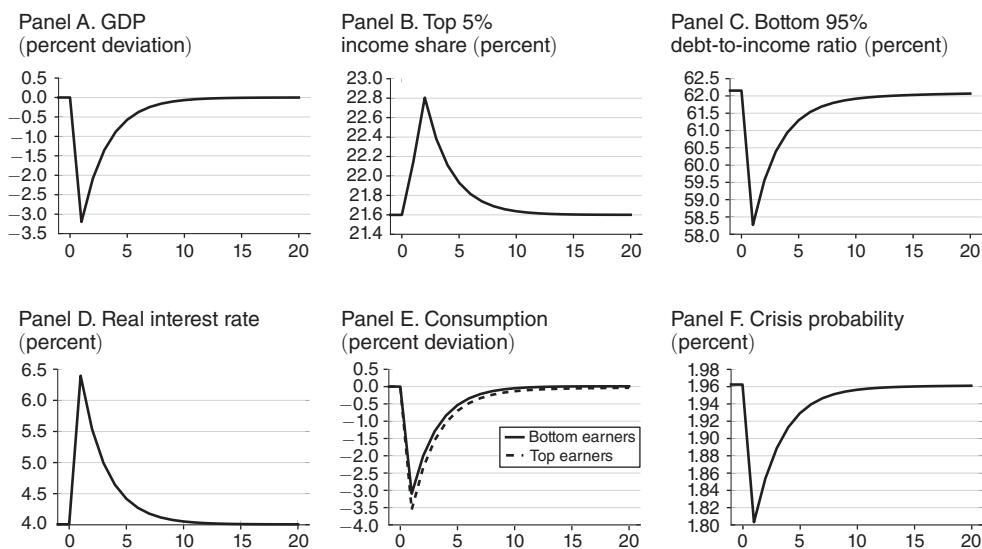 Panel A. GDP
(percent deviation)
0.5
0.0
−0.5
−1.0
−1.5
−2.0
−2.5
−3.0
−3.5
0 5 10 15 20
Panel B. Top 5%
income share (percent)
23.0
22.8
22.6
22.4
22.2
22.0
21.8
21.6
21.4
0 5 10 15 20
Panel C. Bottom 95%
debt-to-income ratio (percent)
62.5
62.0
61.5
61.0
60.5
60.0
59.5
59.0
58.5
58.0
0 5 10 15 20
Panel D. Real interest rate
(percent)
6.5
6.0
5.5
5.0
4.5
4.0
0 5 10 15 20
Panel E. Consumption
(percent deviation)
0.5
0.0
−0.5
−1.0
−1.5
−2.0
−2.5
−3.0
−3.5
−4.0
Bottom earners
Top earners
0 5 10 15 20
Panel F. Crisis probability
(percent)
1.98
1.96
1.94
1.92
1.90
1.88
1.86
1.84
1.82
1.80
0 5 10 15 20